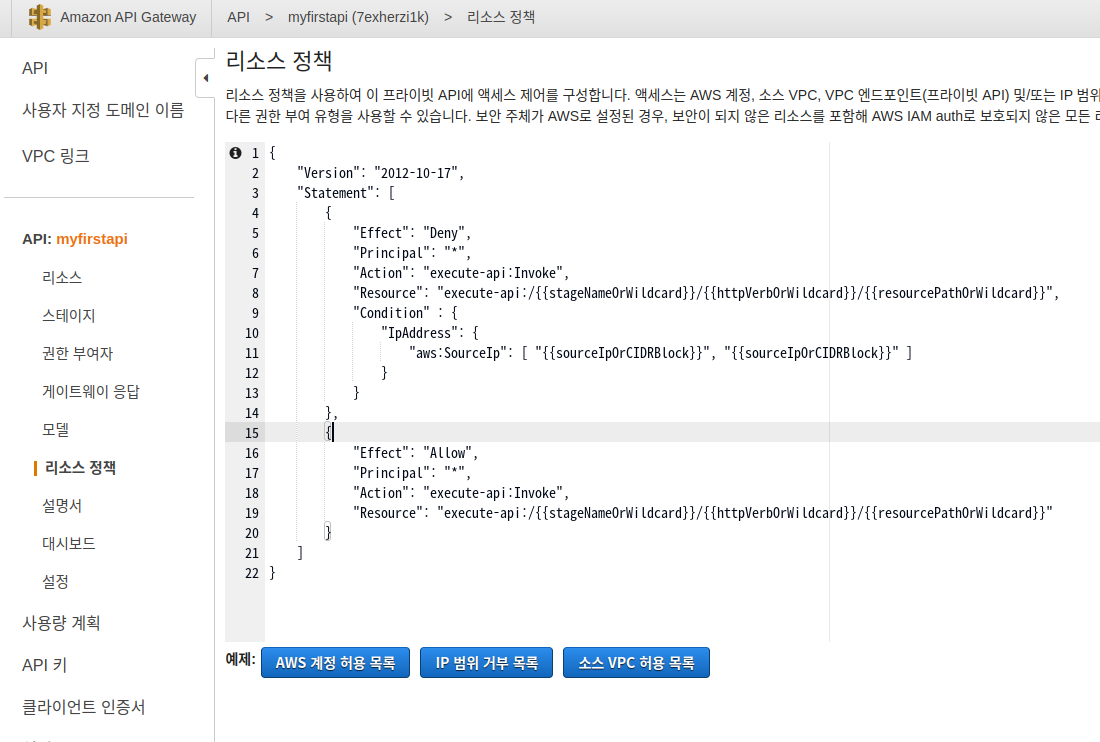 Amazon API Gateway
API > myfirstapi (7exherzi1k) > 리소스 정책
API
사용자 지정 도메인 이름
VPC 링크
API: myfirstapi
리소스
스테이지
권한 부여자
게이트웨이 응답
모델
리소스 정책
설명서
대시보드
설정
사용량 계획
API 키
클라이언트 인증서
리소스 정책
리소스 정책을 사용하여 이 프라이빗 API에 액세스 제어를 구성합니다. 액세스는 AWS 계정, 소스 VPC, VPC 엔드포인트(프라이빗 API) 및/또는 IP 범위
다른 권한 부여 유형을 사용할 수 있습니다. 보안 주체가 AWS로 설정된 경우, 보안이 되지 않은 리소스를 포함해 AWS IAM auth로 보호되지 않은 모든
1 {
2 "Version": "2012-10-17",
3 "Statement": [
4 {
5 "Effect": "Deny",
6 "Principal": "*",
7 "Action": "execute-api:Invoke",
8 "Resource": "execute-api:/{{stageNameOrWildcard}}/{{httpVerbOrWildcard}}/{{resourcePathOrWildcard}}",
9 "Condition" : {
10 "IpAddress": {
11 "aws:SourceIp": [ "{{sourceIpOrCIDRBlock}}", "{{sourceIpOrCIDRBlock}}" ]
12 }
13 }
14 },
15 {
16 "Effect": "Allow",
17 "Principal": "*",
18 "Action": "execute-api:Invoke",
19 "Resource": "execute-api:/{{stageNameOrWildcard}}/{{httpVerbOrWildcard}}/{{resourcePathOrWildcard}}"
20 }
21 ]
22 }
예제: AWS 계정 허용 목록 IP 범위 거부 목록 소스 VPC 허용 목록